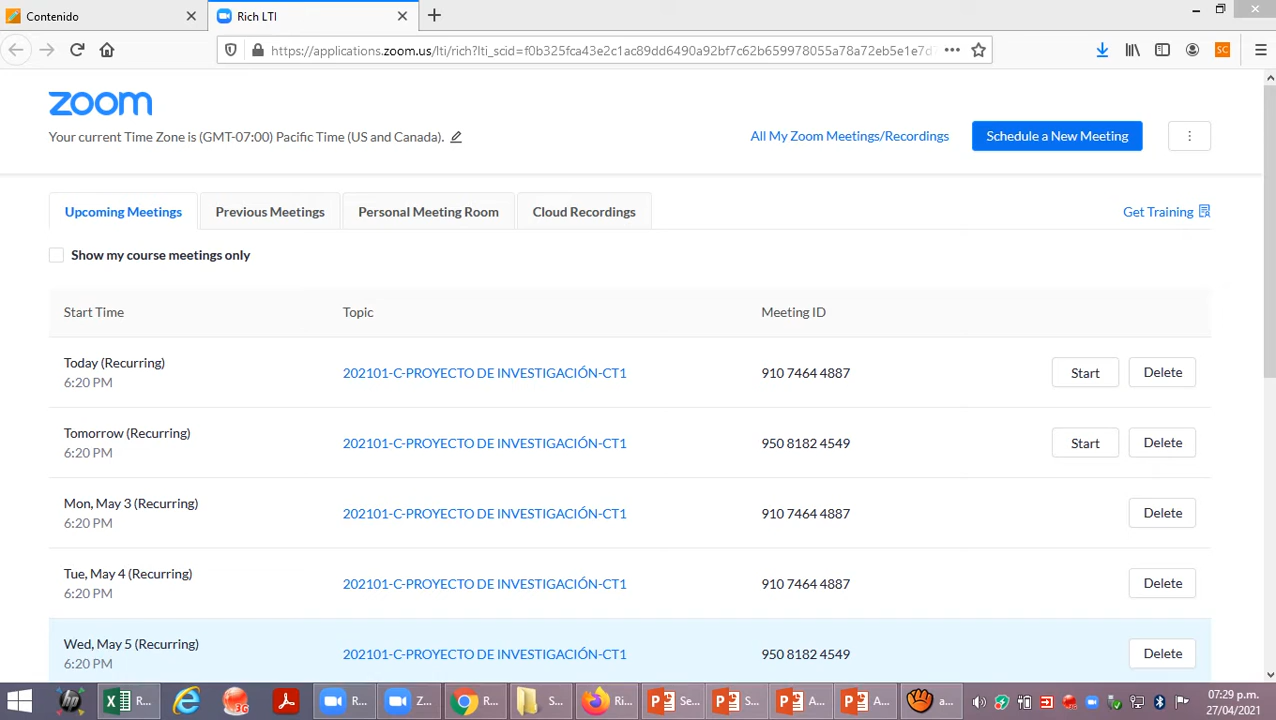 Contenido
Rich LTI
https://applications.zoom.us/lti/rich?lti_scid=f0b325fca43e2c1ac89dd6490a92bf7c62b659978055a78a72eb5e1e7d
SC
zoom
Your current Time Zone is (GMT-07:00) Pacific Time (US and Canada).
All My Zoom Meetings/Recordings
Schedule a New Meeting
Upcoming Meetings
Previous Meetings
Personal Meeting Room
Cloud Recordings
Get Training
Show my course meetings only
Start Time Topic Meeting ID
Today (Recurring)
6:20 PM
202101-C-PROYECTO DE INVESTIGACIÓN-CT1
910 7464 4887
Start
Delete
Tomorrow (Recurring)
6:20 PM
202101-C-PROYECTO DE INVESTIGACIÓN-CT1
950 8182 4549
Start
Delete
Mon, May 3 (Recurring)
6:20 PM
202101-C-PROYECTO DE INVESTIGACIÓN-CT1
910 7464 4887
Delete
Tue, May 4 (Recurring)
6:20 PM
202101-C-PROYECTO DE INVESTIGACIÓN-CT1
910 7464 4887
Delete
Wed, May 5 (Recurring)
6:20 PM
202101-C-PROYECTO DE INVESTIGACIÓN-CT1
950 8182 4549
Delete
R...
R...
Z...
R...
S...
Ri...
Se...
S...
A...
A...
a...
07:29 p.m.
27/04/2021